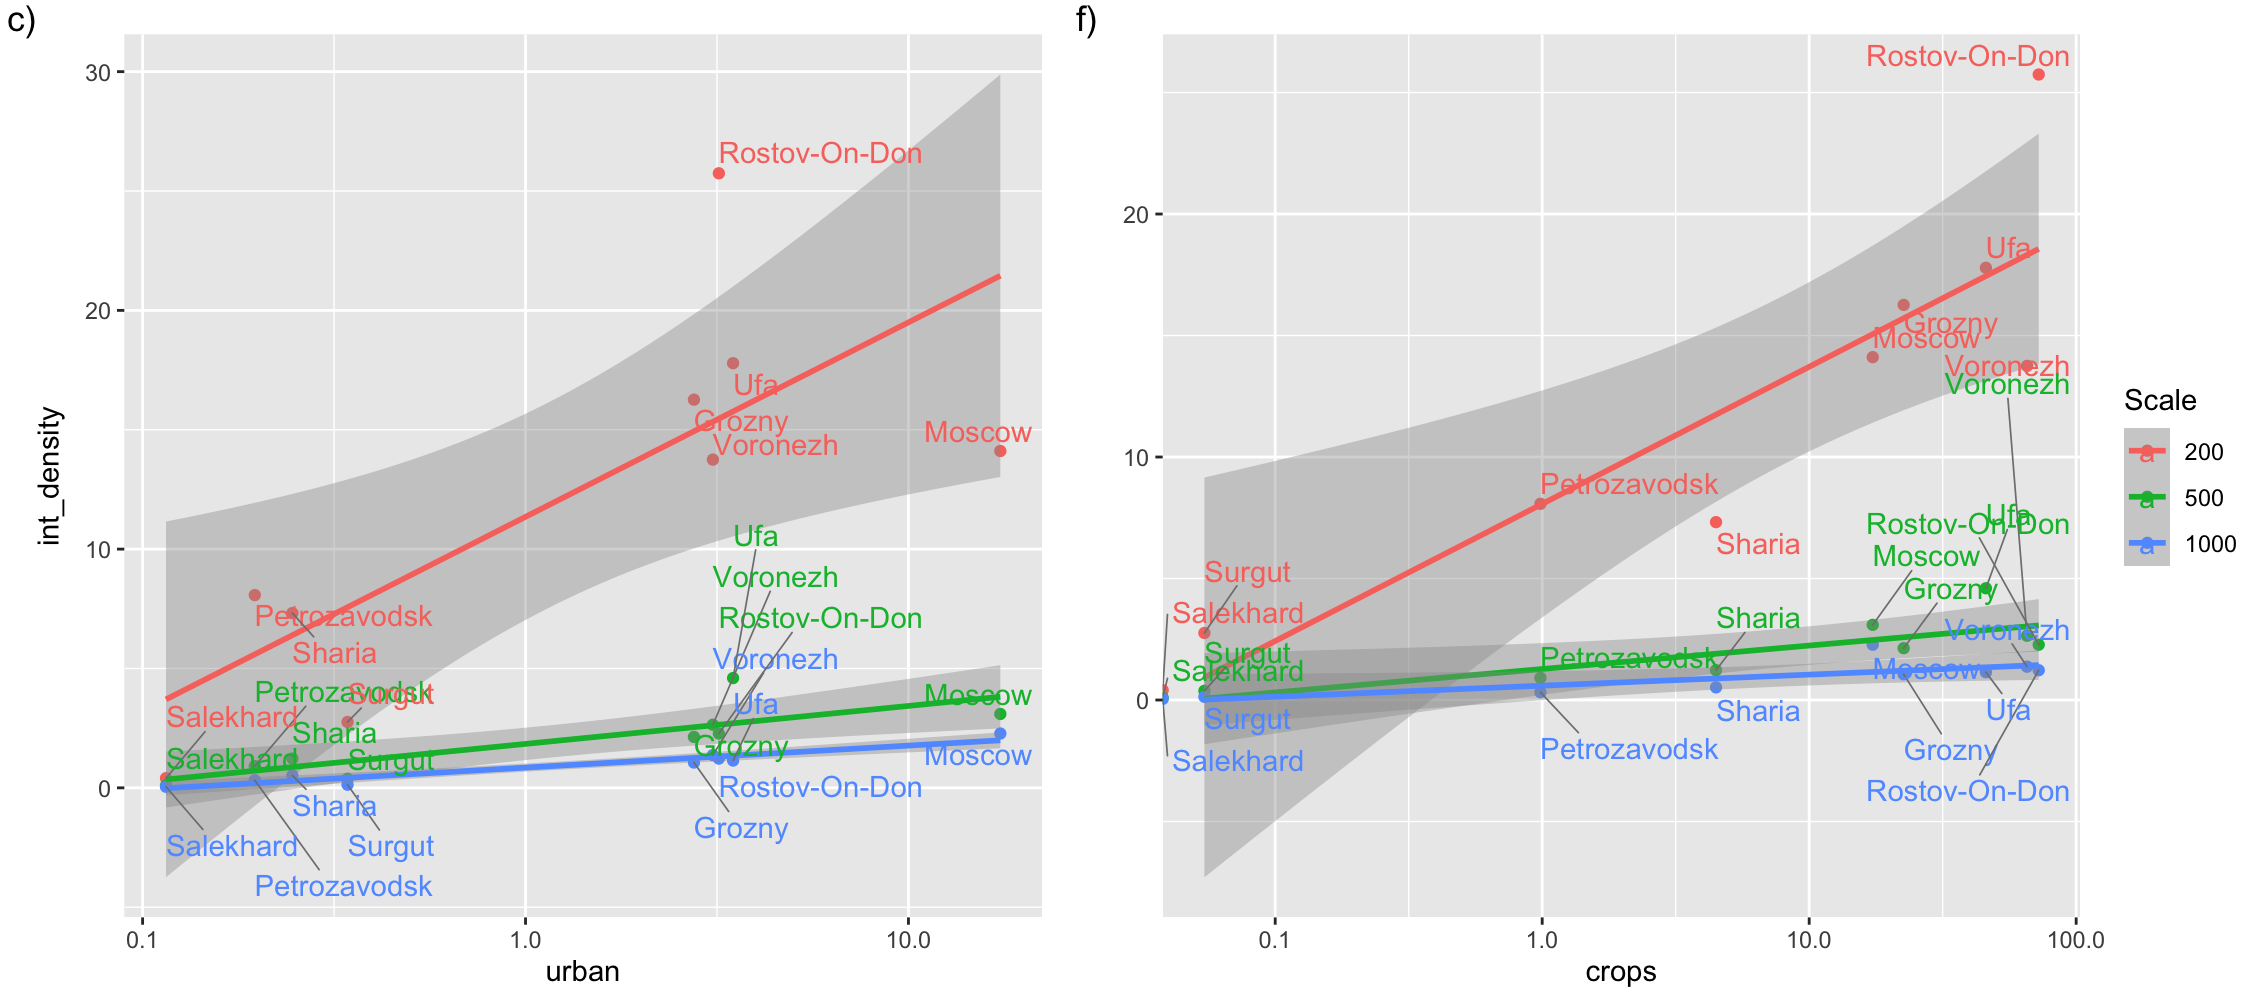 c)
30
20
10
0
int_density
Rostov-On-Don
Ufa
Grozny
Voronezh
Moscow
Petrozavodsk
Sharia
Surgut
Salekhard
Ufa
Voronezh
Rostov-On-Don
Moscow
Petrozavodsk
Sharia
Grozny
Surgut
Salekhard
Voronezh
Ufa
Moscow
Rostov-On-Don
Sharia
Grozny
Salekhard
Surgut
Petrozavodsk
0.1
1.0
10.0
urban
f)
20
10
0
Rostov-On-Don
Ufa
Grozny
Moscow
Voronezh
Petrozavodsk
Sharia
Surgut
Salekhard
Voronezh
Ufa
Rostov-On-Don
Moscow
Grozny
Sharia
Surgut
Petrozavodsk
Salekhard
Voronezh
Moscow
Ufa
Sharia
Surgut
Petrozavodsk
Grozny
Salekhard
Rostov-On-Don
0.1
1.0
10.0
100.0
crops
Scale
a 200
a 500
a 1000